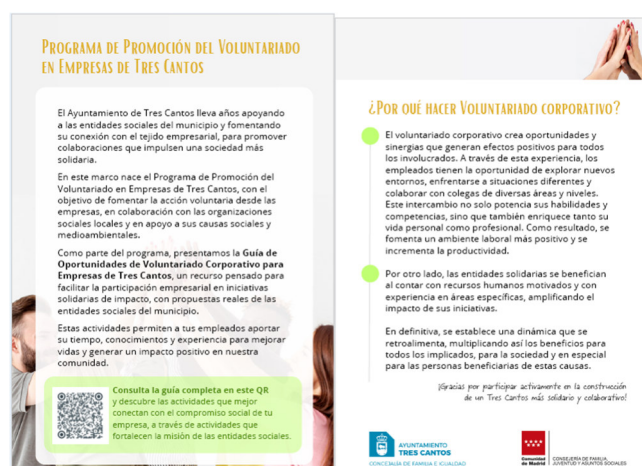 PROGRAMA DE PROMOCIÓN DEL VOLUNTARIADO
EN EMPRESAS DE TRES CANTOS
El Ayuntamiento de Tres Cantos lleva años apoyando
a las entidades sociales del municipio y fomentando
su conexión con el tejido empresarial, para promover
colaboraciones que impulsen una sociedad más
solidaria.
En este marco nace el Programa de Promoción del
Voluntariado en Empresas de Tres Cantos, con el
objetivo de fomentar la acción voluntaria desde las
empresas, en colaboración con las organizaciones
sociales locales y en apoyo a sus causas sociales y
medioambientales.
Como parte del programa, presentamos la Guía de
Oportunidades de Voluntariado Corporativo para
Empresas de Tres Cantos, un recurso pensado para
facilitar la participación empresarial en iniciativas
solidarias de impacto, con propuestas reales de las
entidades sociales del municipio.
Estas actividades permiten a tus empleados aportar
su tiempo, conocimientos y experiencia para mejorar
vidas y generar un impacto positivo en nuestra
comunidad.
Consulta la guía completa en este QR
y descubre las actividades que mejor
conectan con el compromiso social de tu
empresa, a través de actividades que
fortalecen la misión de las entidades sociales.
¿POR QUÉ HACER VOLUNTARIADO CORPORATIVO?
El voluntariado corporativo crea oportunidades y
sinergias que generan efectos positivos para todos
los involucrados. A través de esta experiencia, los
empleados tienen la oportunidad de explorar nuevos
entornos, enfrentarse a situaciones diferentes y
colaborar con colegas de diversas áreas y niveles.
Este intercambio no solo potencia sus habilidades y
competencias, sino que también enriquece tanto su
vida personal como profesional. Como resultado, se
fomenta un ambiente laboral más positivo y se
incrementa la productividad.
Por otro lado, las entidades solidarias se benefician
al contar con recursos humanos motivados y con
experiencia en áreas específicas, amplificando el
impacto de sus iniciativas.
En definitiva, se establece una dinámica que se
retroalimenta, multiplicando así los beneficios para
todos los implicados, para la sociedad y en especial
para las personas beneficiarias de estas causas.
¡Gracias por participar activamente en la construcción
de un Tres Cantos más solidario y colaborativo!
AYUNTAMIENTO
TRES CANTOS
CONCEJALÍA DE FAMILIA E IGUALDAD
Comunidad
de Madrid
CONSEJERÍA DE FAMILIA,
JUVENTUD Y ASUNTOS SOCIALES